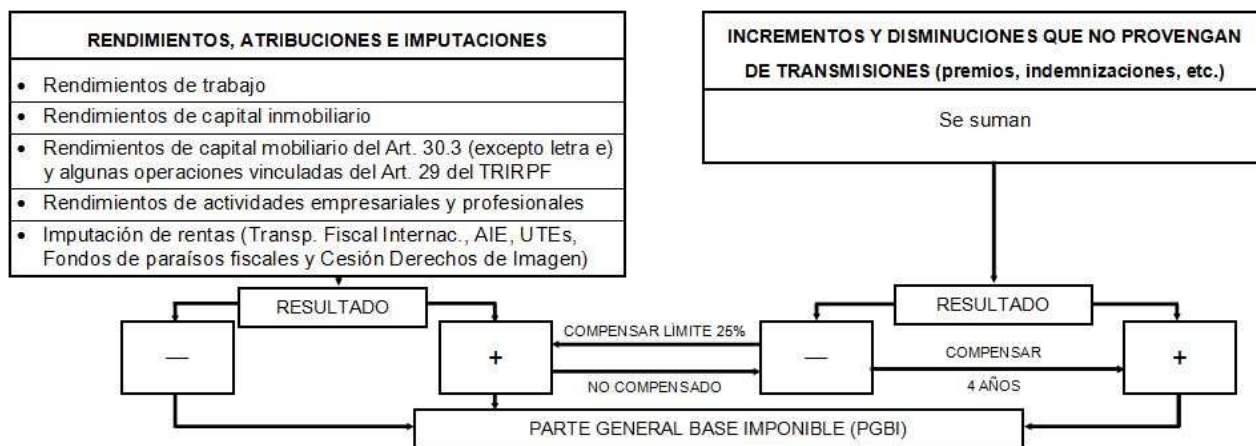 RENDIMIENTOS, ATRIBUCIONES E IMPUTACIONES
• Rendimientos de trabajo
• Rendimientos de capital inmobiliario
• Rendimientos de capital mobiliario del Art. 30.3 (excepto letra e)
y algunas operaciones vinculadas del Art. 29 del TRIRPF
• Rendimientos de actividades empresariales y profesionales
• Imputación de rentas (Transp. Fiscal Internac., AIE, UTEs,
Fondos de paraísos fiscales y Cesión Derechos de Imagen)
INCREMENTOS Y DISMINUCIONES QUE NO PROVENGAN
DE TRANSMISIONES (premios, indemnizaciones, etc.)
Se suman
RESULTADO
RESULTADO
—
+
COMPENSAR LÍMITE 25%
NO COMPENSADO
—
COMPENSAR
4 AÑOS
+
PARTE GENERAL BASE IMPONIBLE (PGBI)